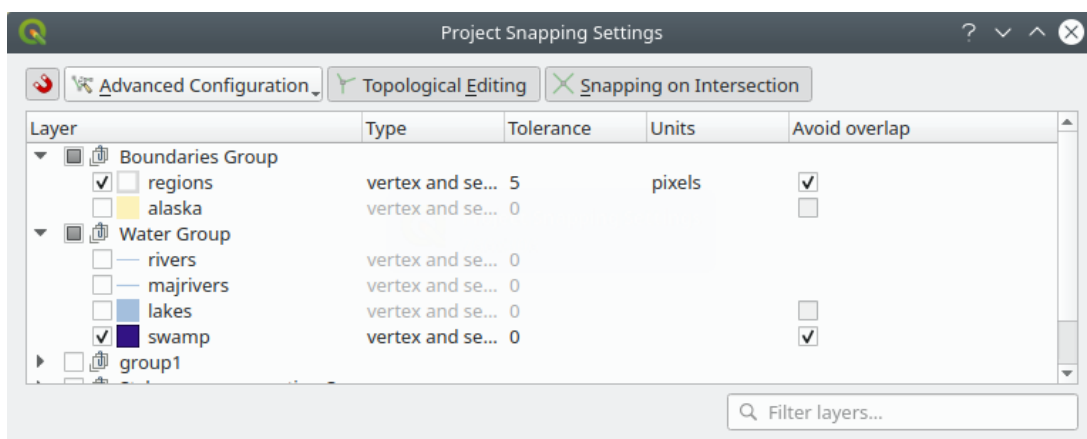 Project Snapping Settings
Advanced Configuration Topological Editing Snapping on Intersection
Layer Type Tolerance Units Avoid overlap
Boundaries Group
regions vertex and se... 5 pixels
alaska vertex and se... 0
Water Group
rivers vertex and se... 0
majrivers vertex and se... 0
lakes vertex and se... 0
swamp vertex and se... 0
group1
Filter layers...